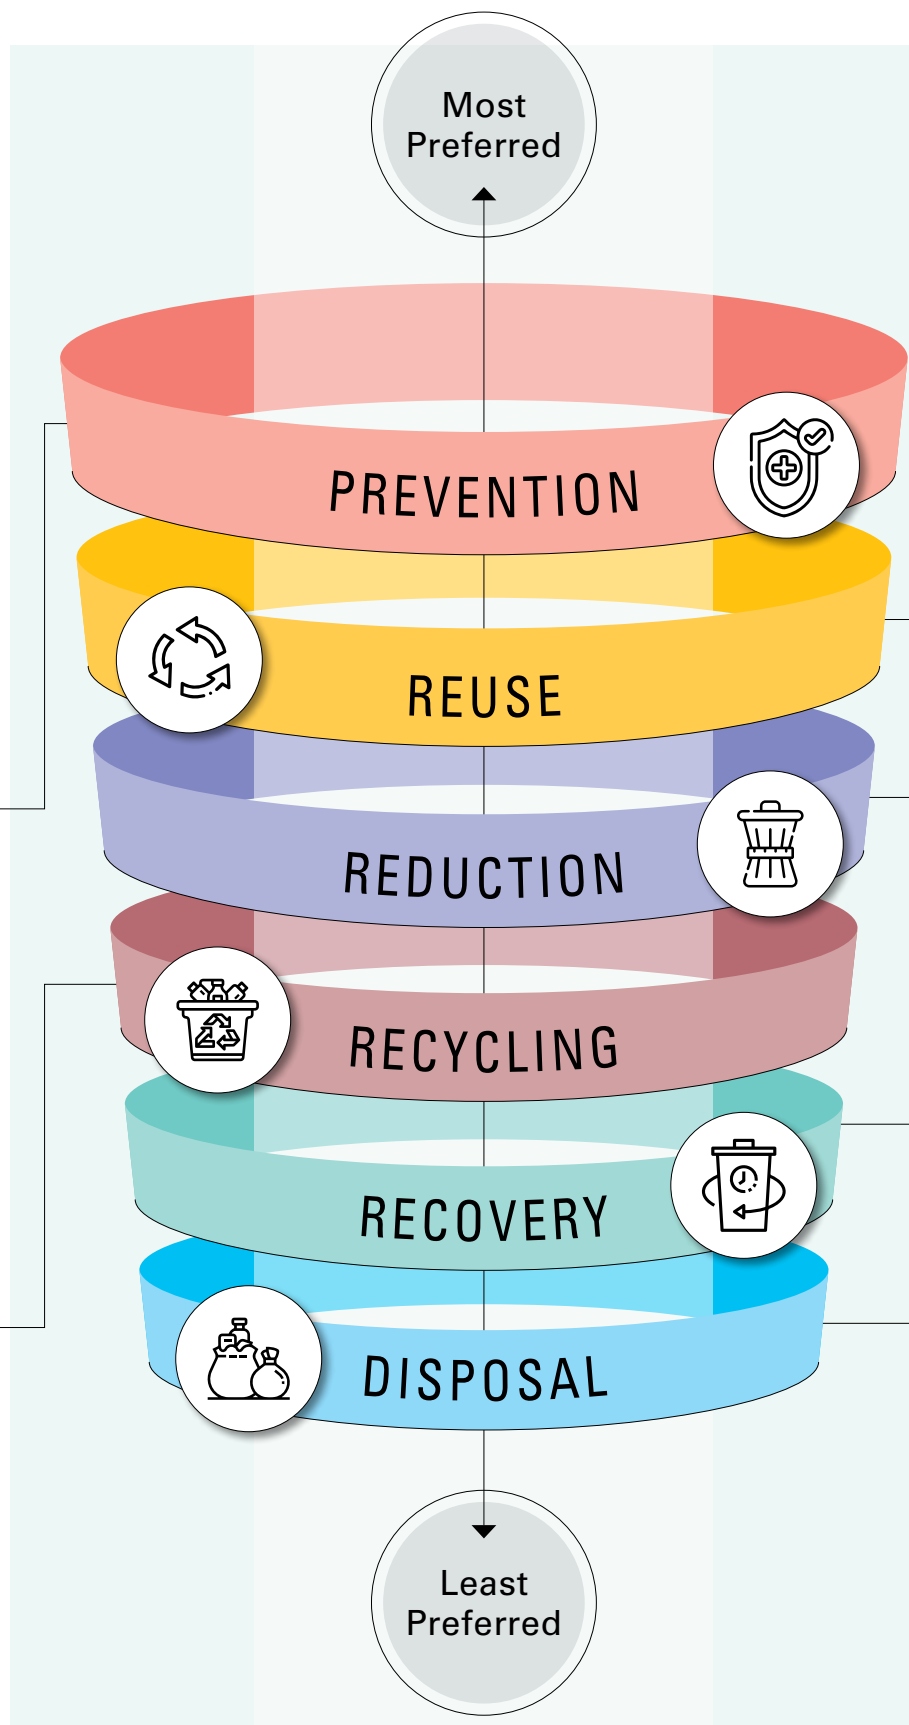 Most
Preferred
PREVENTION
REUSE
REDUCTION
RECYCLING
RECOVERY
DISPOSAL
Least
Preferred